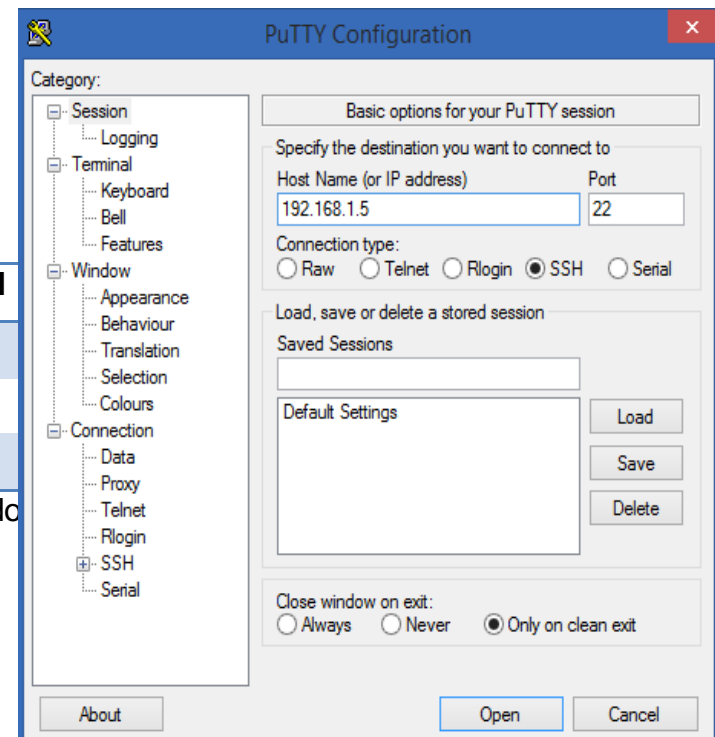 PuTTY Configuration
Category:
Session
Logging
Terminal
Keyboard
Bell
Features
Window
Appearance
Behaviour
Translation
Selection
Colours
Connection
Data
Proxy
Telnet
Rlogin
SSH
Serial
Basic options for your PuTTY session
Specify the destination you want to connect to
Host Name (or IP address) Port
192.168.1.5 22
Connection type:
Raw Telnet Rlogin SSH Serial
Load, save or delete a stored session
Saved Sessions
Default Settings
Load
Save
Delete
Close window on exit:
Always Never Only on clean exit
About Open Cancel